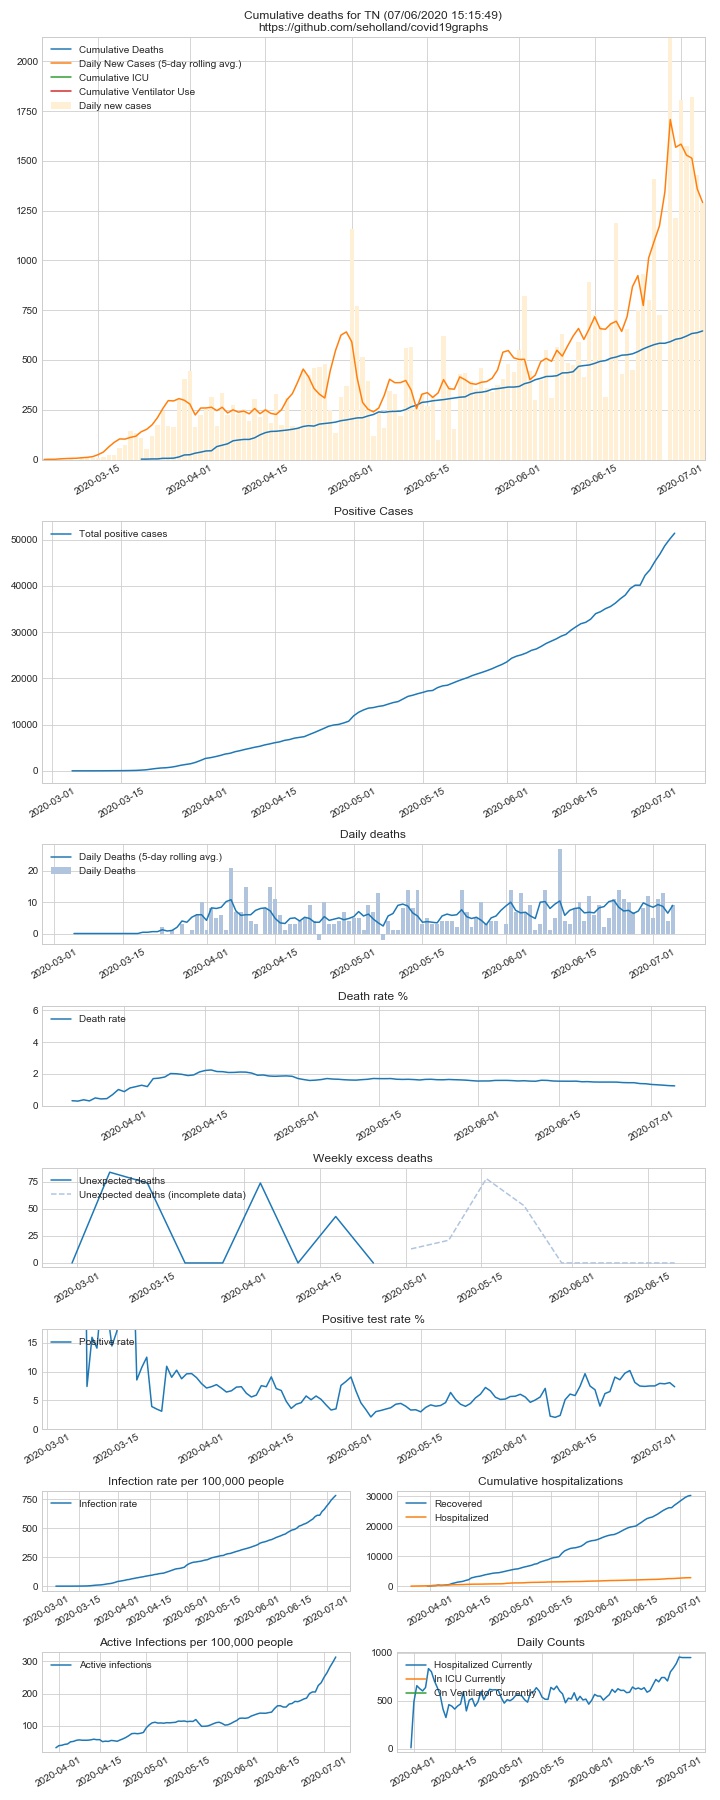 Cumulative deaths for TN (07/06/2020 15:15:49)
https://github.com/seholland/covid19graphs
Cumulative Deaths
Daily New Cases (5-day rolling avg.)
Cumulative ICU
Cumulative Ventilator Use
Daily new cases
2000
1750
1500
1250
1000
750
500
250
0
2020-03-15 2020-04-01 2020-04-15 2020-05-01 2020-05-15 2020-06-01 2020-06-15 2020-07-01
Positive Cases
Total positive cases
50000
40000
30000
20000
10000
0
2020-03-01 2020-03-15 2020-04-01 2020-04-15 2020-05-01 2020-05-15 2020-06-01 2020-06-15 2020-07-01
Daily deaths
Daily Deaths (5-day rolling avg.)
Daily Deaths
20
10
0
2020-03-01 2020-03-15 2020-04-01 2020-04-15 2020-05-01 2020-05-15 2020-06-01 2020-06-15 2020-07-01
Death rate %
Death rate
6
4
2
0
2020-04-01 2020-04-15 2020-05-01 2020-05-15 2020-06-01 2020-06-15 2020-07-01
Weekly excess deaths
Unexpected deaths
Unexpected deaths (incomplete data)
75
50
25
0
2020-03-01 2020-03-15 2020-04-01 2020-04-15 2020-05-01 2020-05-15 2020-06-01 2020-06-15
Positive test rate %
Positive rate
15
10
5
0
2020-03-01 2020-03-15 2020-04-01 2020-04-15 2020-05-01 2020-05-15 2020-06-01 2020-06-15 2020-07-01
Infection rate per 100,000 people
Infection rate
750
500
250
0
2020-03-01 2020-03-15 2020-04-01 2020-04-15 2020-05-01 2020-05-15 2020-06-01 2020-06-15 2020-07-01
Cumulative hospitalizations
Recovered
Hospitalized
30000
20000
10000
0
2020-04-01 2020-04-15 2020-05-01 2020-05-15 2020-06-01 2020-06-15 2020-07-01
Active Infections per 100,000 people
Active infections
300
200
100
2020-04-01 2020-04-15 2020-05-01 2020-05-15 2020-06-01 2020-06-15 2020-07-01
Daily Counts
Hospitalized Currently
In ICU Currently
On Ventilator Currently
1000
500
0
2020-04-01 2020-04-15 2020-05-01 2020-05-15 2020-06-01 2020-06-15 2020-07-01